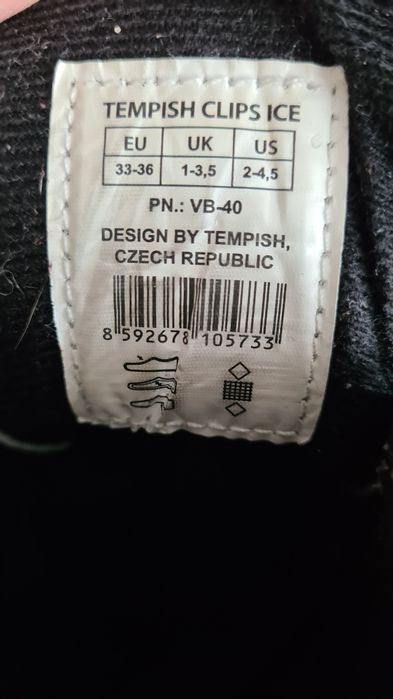 TEMPISH CLIPS ICE
EU UK US
33-36 1-3,5 2-4,5
PN.: VB-40
DESIGN BY TEMPISH,
CZECH REPUBLIC
8 592678 105733